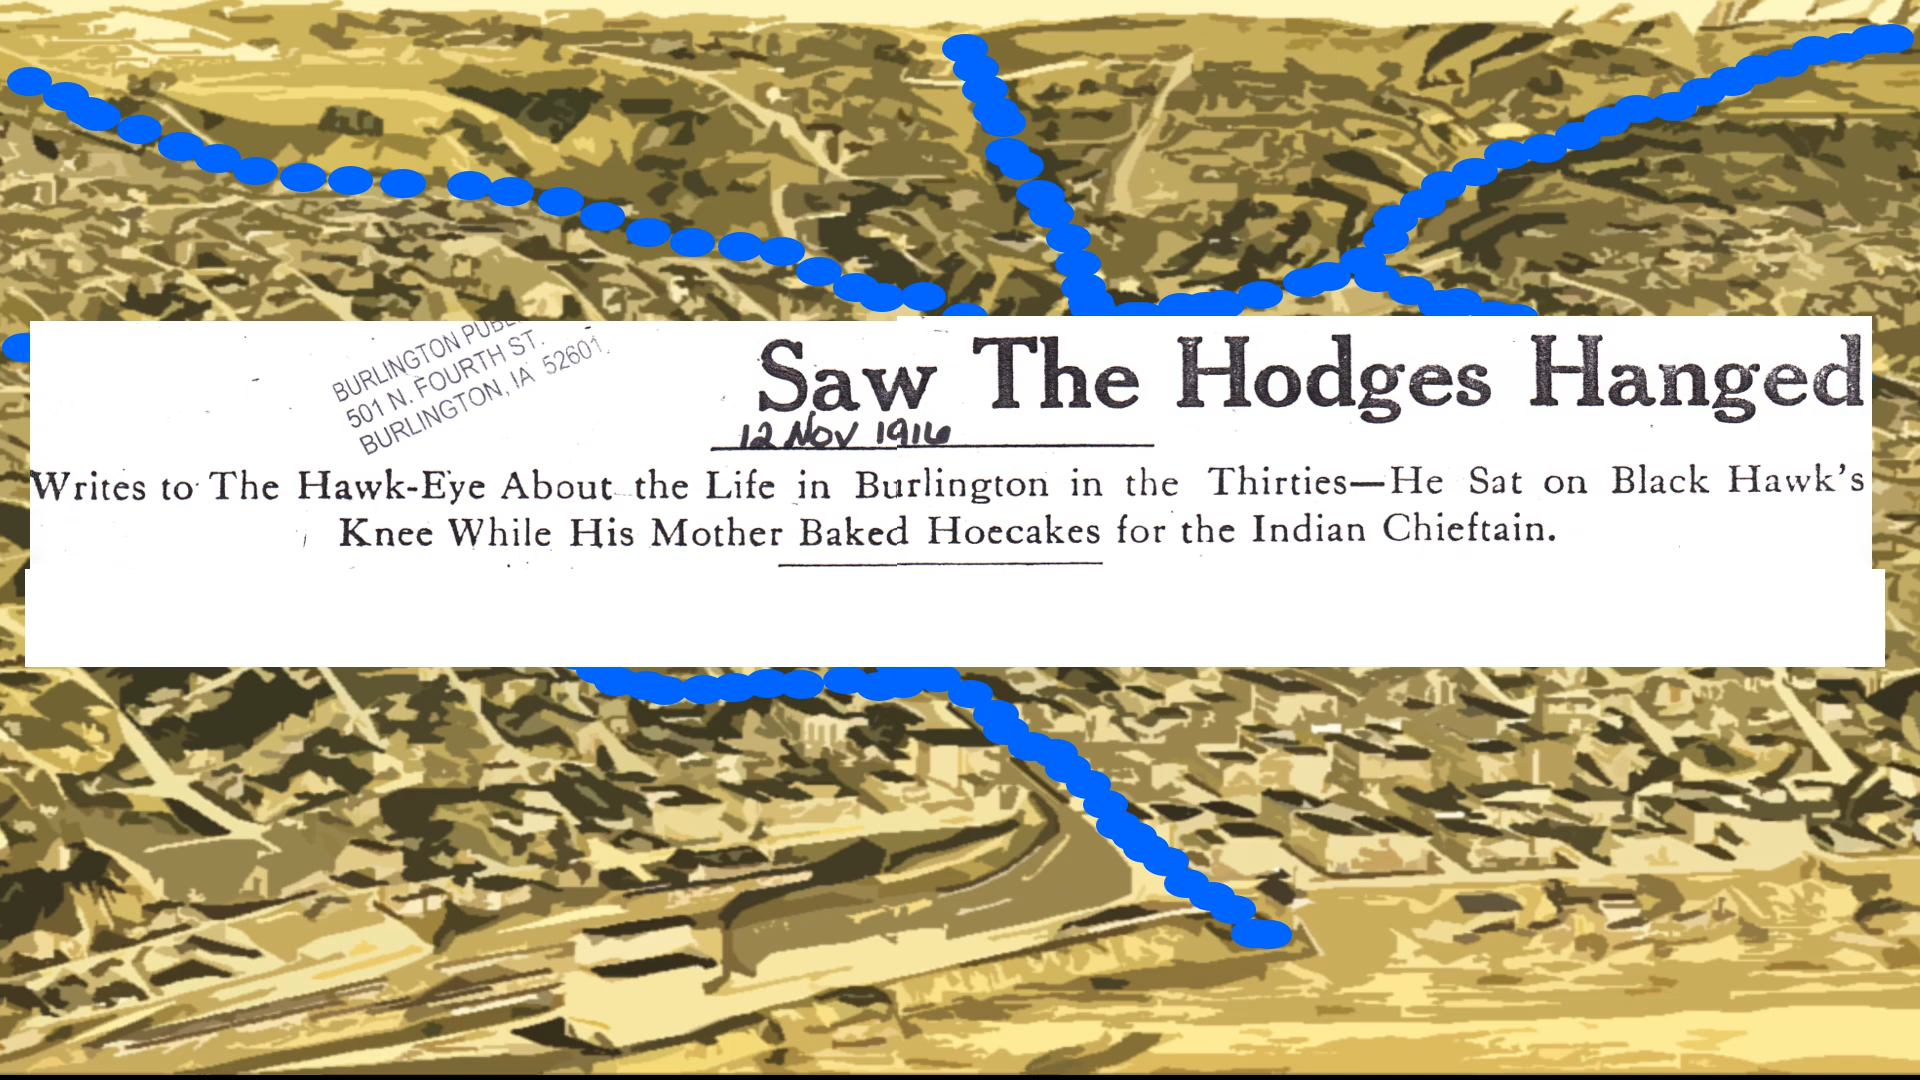 BURLINGTON PUBL
501 N. FOURTH ST.
BURLINGTON, IA 52601
Saw The Hodges Hanged
12 Nov 1916
Writes to The Hawk-Eye About the Life in Burlington in the Thirties—He Sat on Black Hawk's
Knee While His Mother Baked Hoecakes for the Indian Chieftain.